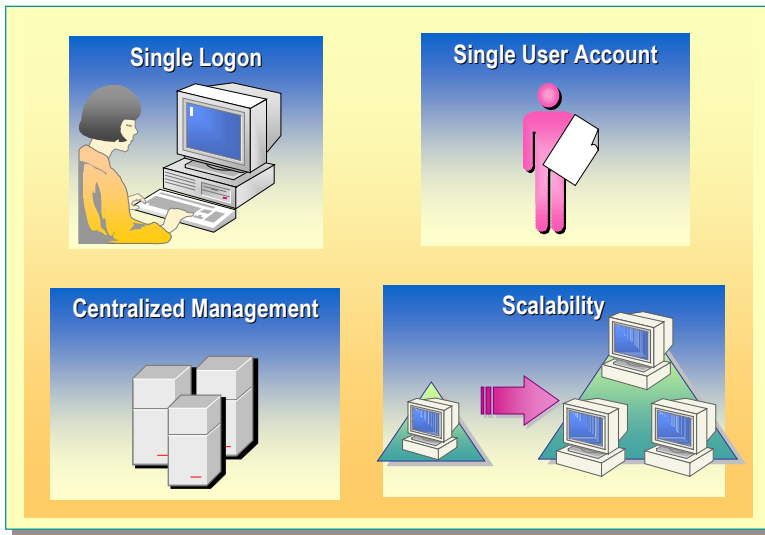 Single Logon
Single User Account
Centralized Management
Scalability